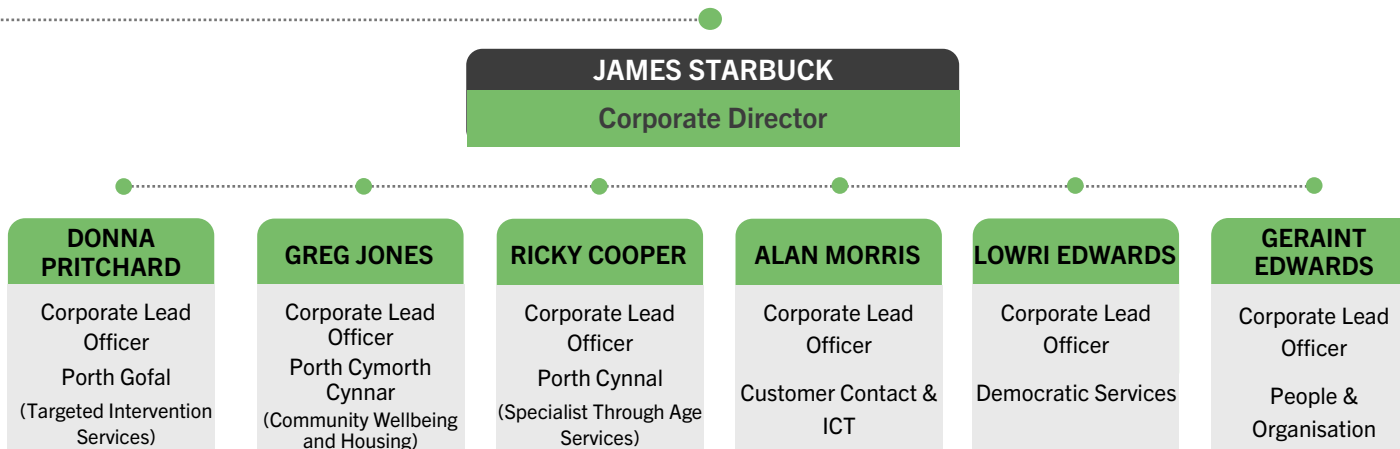 JAMES STARBUCK
Corporate Director
DONNA
PRITCHARD
Corporate Lead
Officer
Porth Gofal
(Targeted Intervention
Services)
GREG JONES
Corporate Lead
Officer
Porth Cymorth
Cynnar
(Community Wellbeing
and Housing)
RICKY COOPER
Corporate Lead
Officer
Porth Cynnal
(Specialist Through Age
Services)
ALAN MORRIS
Corporate Lead
Officer
Customer Contact &
ICT
LOWRI EDWARDS
Corporate Lead
Officer
Democratic Services
GERAINT
EDWARDS
Corporate Lead
Officer
People &
Organisation